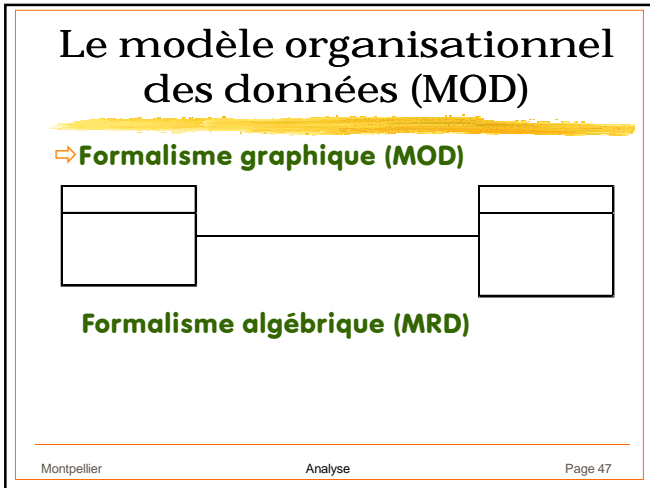 Le modèle organisationnel
des données (MOD)
⇨Formalisme graphique (MOD)
Formalisme algébrique (MRD)
Montpellier Analyse Page 47